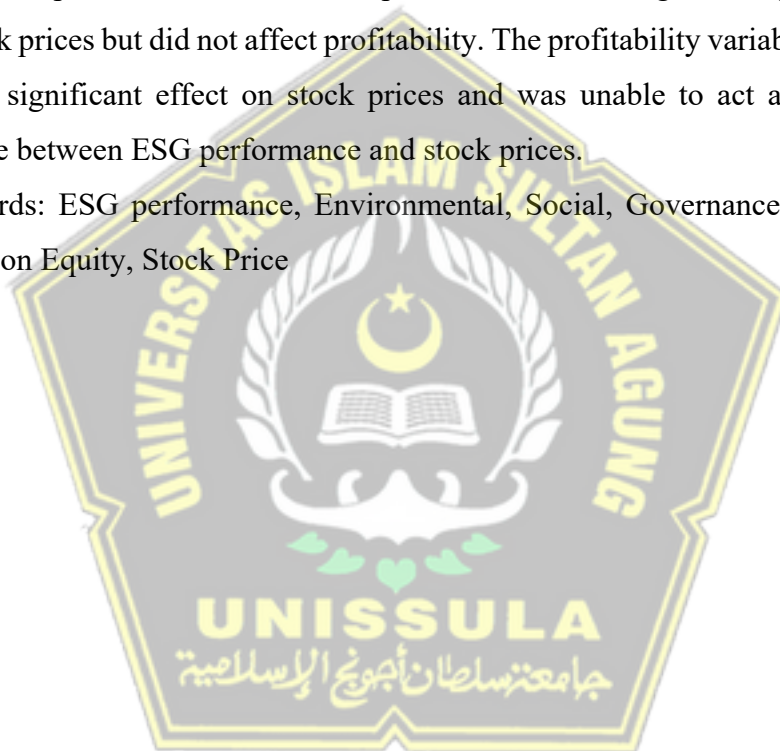 k prices but did not affect profitability. The profitability variab
significant effect on stock prices and was unable to act a
e between ESG performance and stock prices.
rds: ESG performance, Environmental, Social, Governance
on Equity, Stock Price
UNIVERSITAS ISLAM SULTAN AGUNG
UNISSULA
جامعة سلطان أجونج الإسلامية